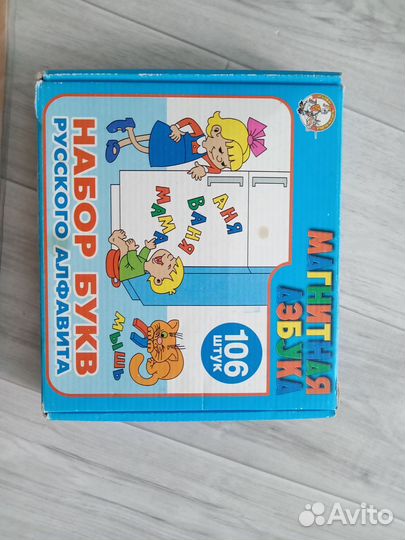 МАГНИТНАЯ
АЗБУКА
АНЯ
ВАНЯ
МАМА
МЫШЬ
106
ШТУК
НАБОР БУКВ
РУССКОГО АЛФАВИТА
Avito